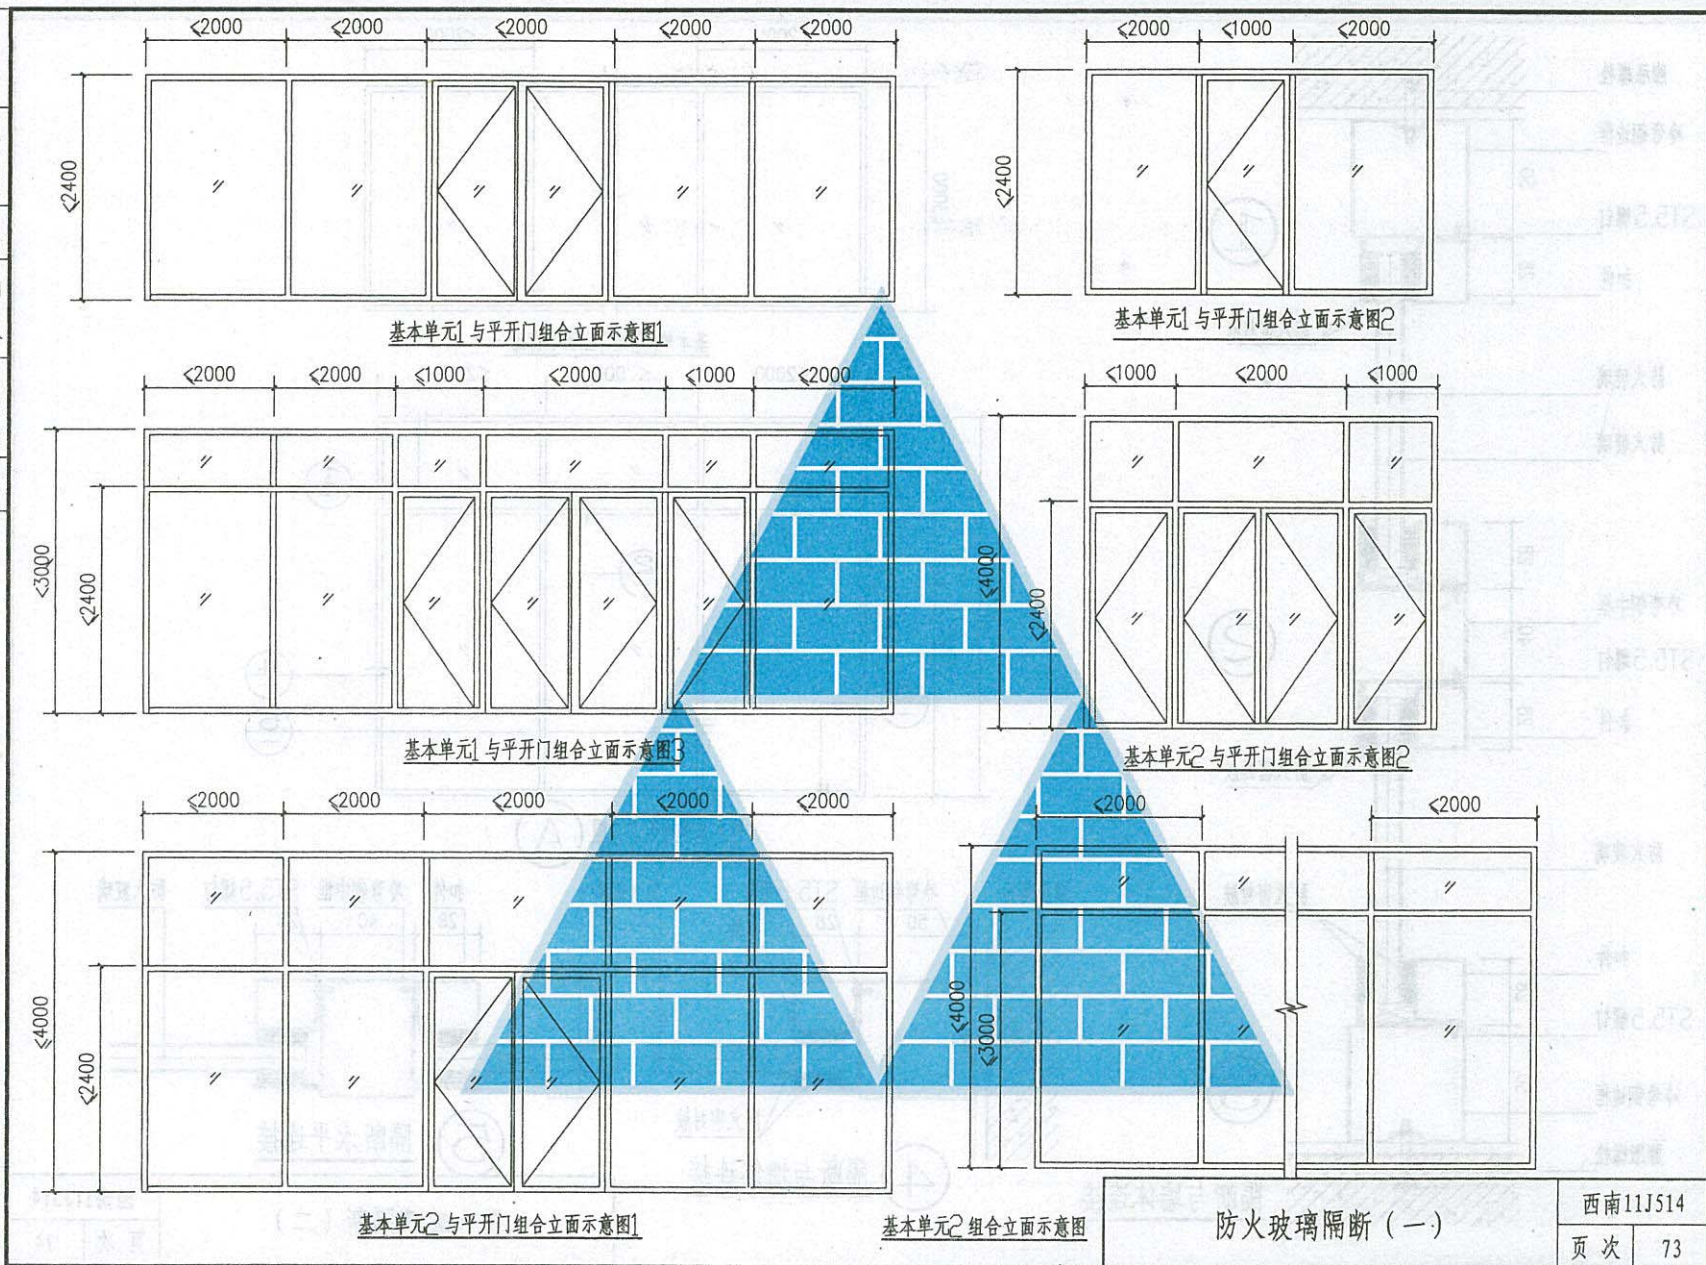 ≤2000 ≤2000 ≤2000 ≤2000 ≤2000
≤2400
基本单元1 与平开门组合立面示意图1
≤2000 ≤1000 ≤2000
≤2400
基本单元1 与平开门组合立面示意图2
≤2000 ≤2000 ≤1000 ≤2000 ≤1000 ≤2000
≤3000
≤2400
基本单元1 与平开门组合立面示意图3
≤1000 ≤2000 ≤1000
≤4000
≤2400
基本单元2 与平开门组合立面示意图2
≤2000 ≤2000 ≤2000 ≤2000 ≤2000
≤4000
≤2400
基本单元2 与平开门组合立面示意图1
≤2000 ≤2000
≤4000
≤3000
基本单元2 组合立面示意图
防火玻璃隔断（一）
西南11J514
页次 73